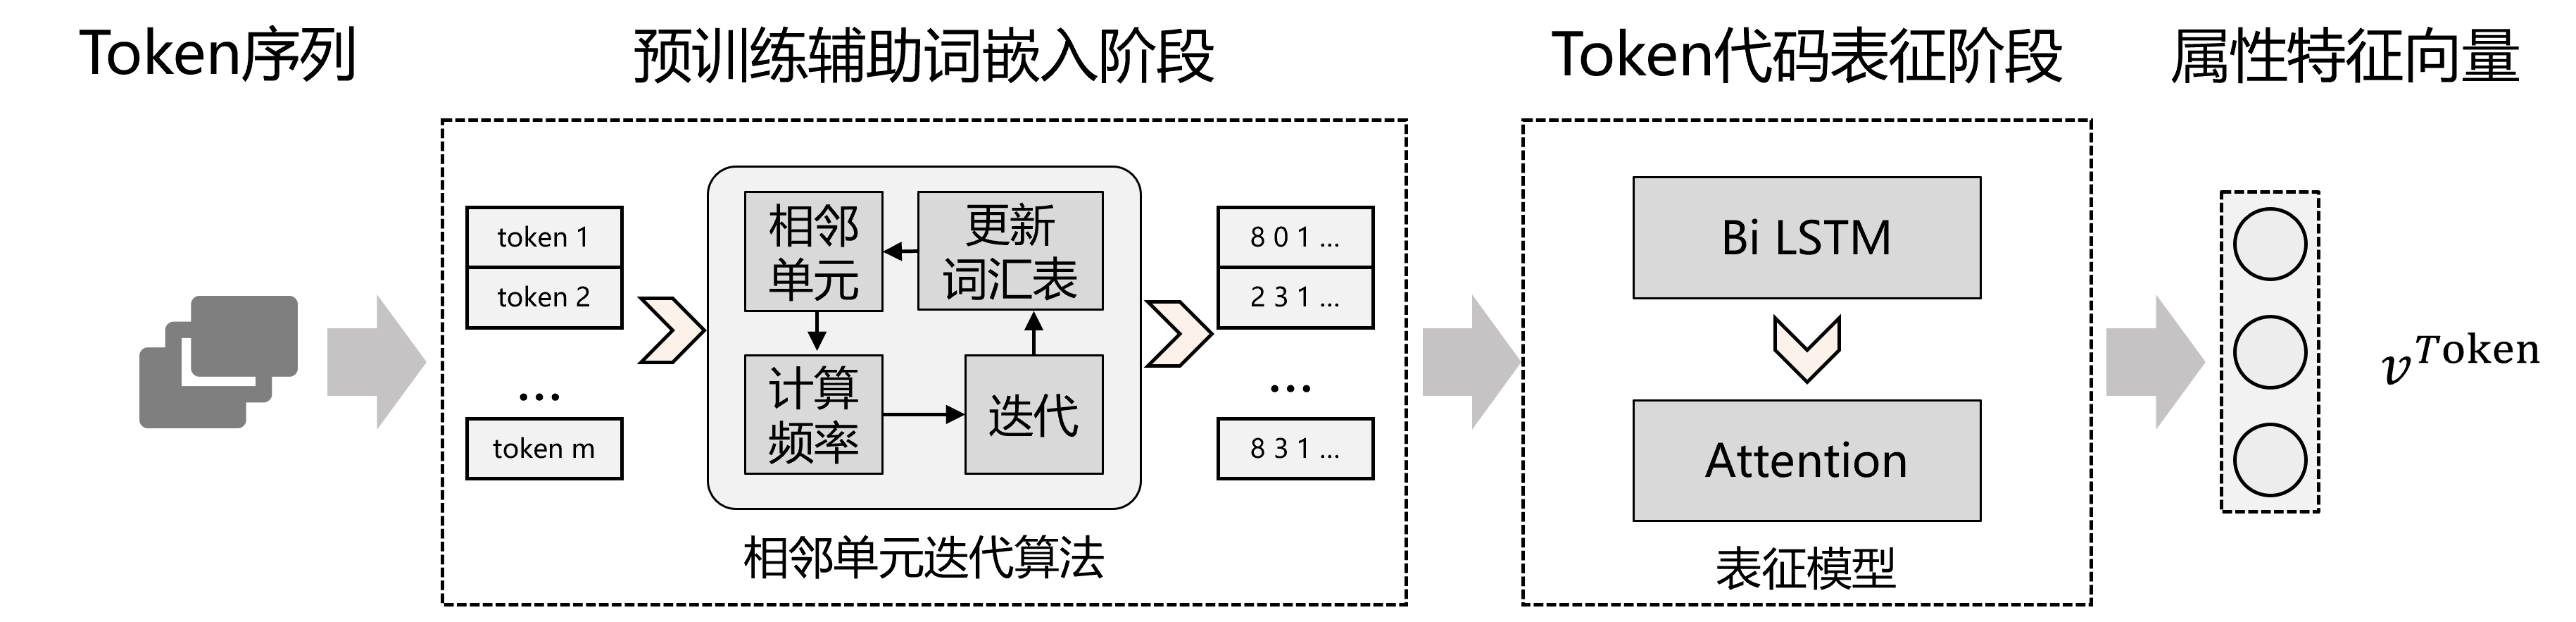 Token序列
预训练辅助词嵌入阶段
Token代码表征阶段
属性特征向量
token 1
token 2
...
token m
相邻
单元
更新
词汇表
计算
频率
迭代
相邻单元迭代算法
8 0 1 ...
2 3 1 ...
...
8 3 1 ...
Bi LSTM
Attention
表征模型
v^Token